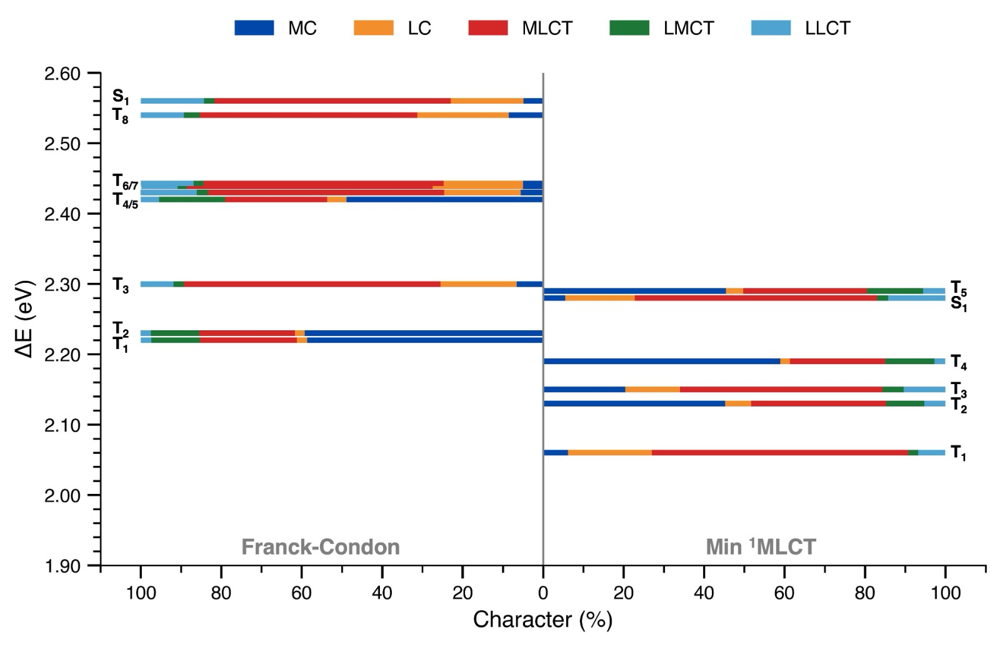 MC LC MLCT LMCT LLCT
2.60
S₁
T₈
2.50
T₆/₇
T₄/₅
2.40
ΔE (eV)
T₃
2.30
T₅
S₁
T₂
T₁
2.20
T₄
T₃
T₂
2.10
T₁
2.00
Franck-Condon Min ¹MLCT
1.90
100 80 60 40 20 0 20 40 60 80 100
Character (%)